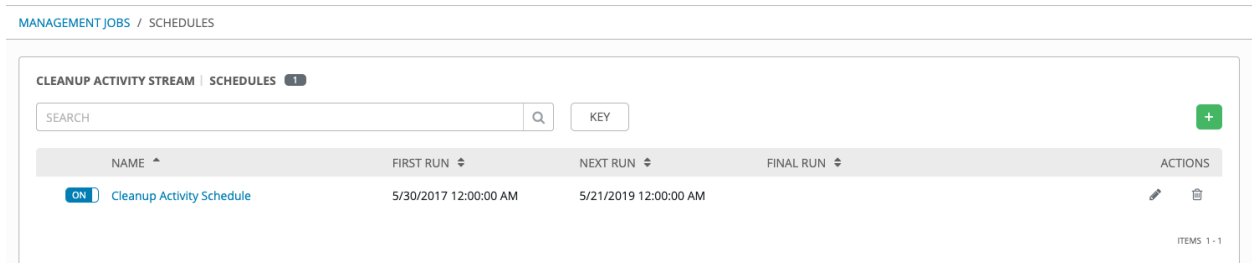 MANAGEMENT JOBS / SCHEDULES
CLEANUP ACTIVITY STREAM | SCHEDULES 1
SEARCH KEY +
NAME FIRST RUN NEXT RUN FINAL RUN ACTIONS
ON Cleanup Activity Schedule 5/30/2017 12:00:00 AM 5/21/2019 12:00:00 AM
ITEMS 1 - 1